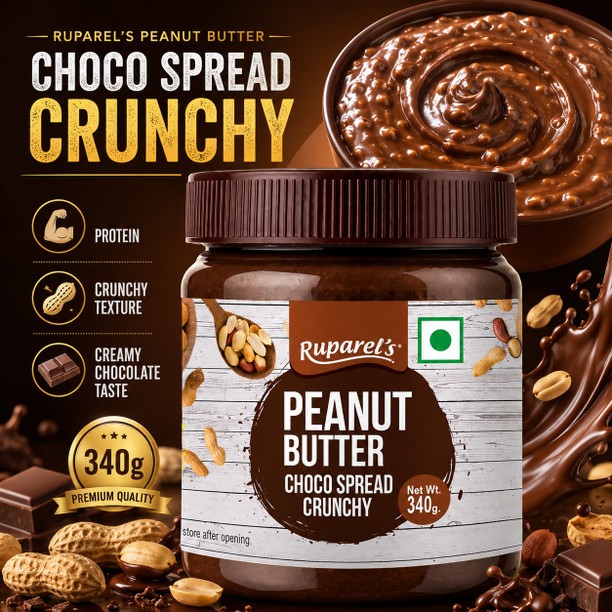 RUPAREL'S PEANUT BUTTER
CHOCO SPREAD
CRUNCHY
PROTEIN
CRUNCHY
TEXTURE
CREAMY
CHOCOLATE
TASTE
340g
PREMIUM QUALITY
Ruparel's
PEANUT
BUTTER
CHOCO SPREAD
CRUNCHY
Net Wt.
340g.
store after opening.